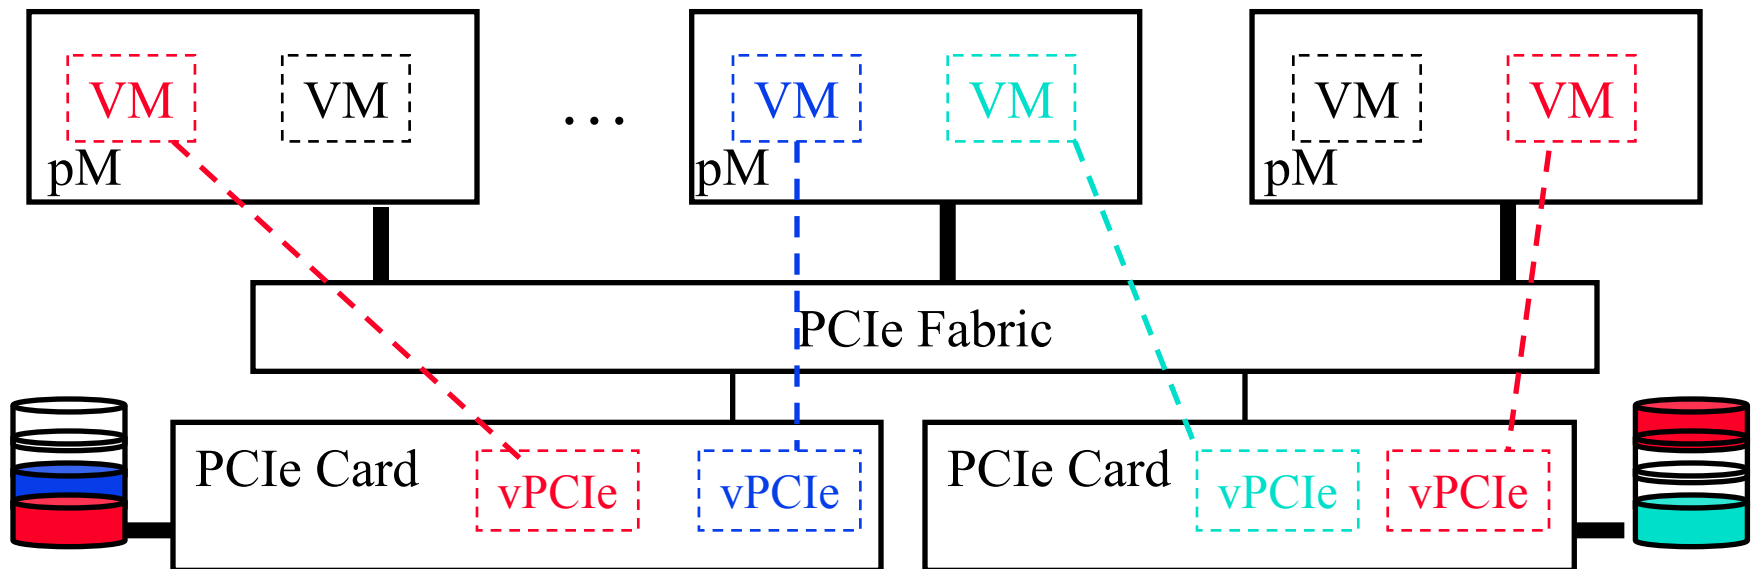 VM VM … VM VM VM VM
pM pM pM
PCIe Fabric
PCIe Card vPCIe vPCIe PCIe Card vPCIe vPCIe